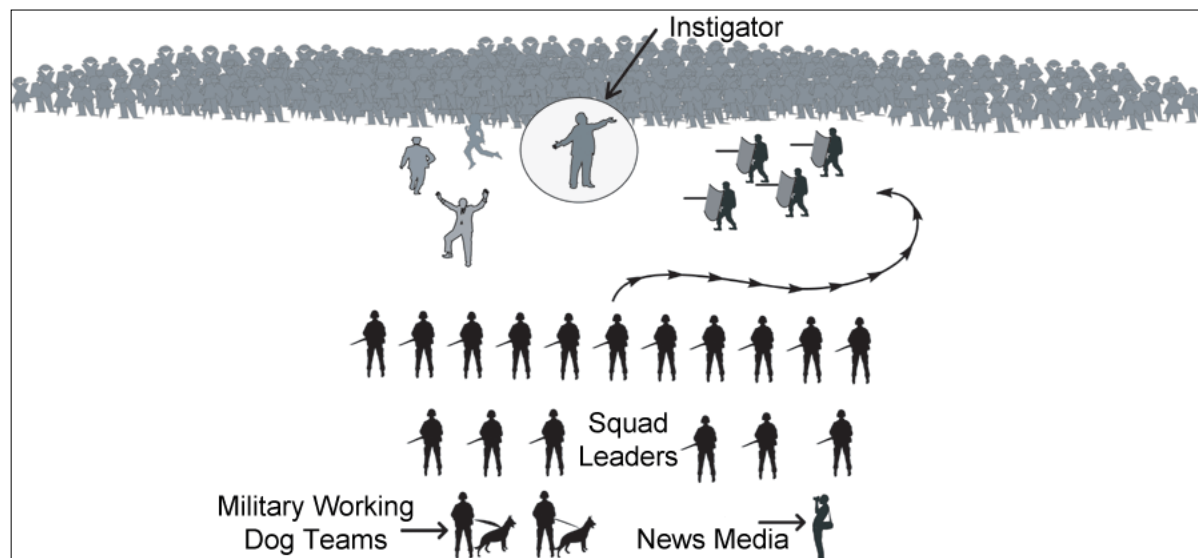 Instigator
Squad
Leaders
Military Working
Dog Teams
News Media